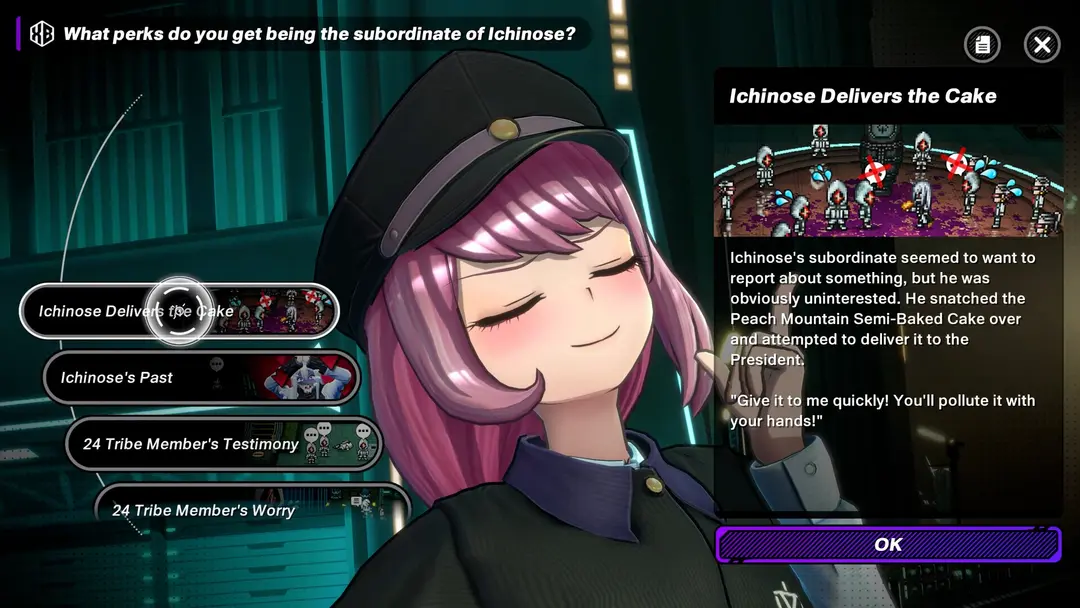 What perks do you get being the subordinate of Ichinose?
Ichinose Delivers the Cake
Ichinose's subordinate seemed to want to
report about something, but he was
obviously uninterested. He snatched the
Peach Mountain Semi-Baked Cake over
and attempted to deliver it to the
President.
"Give it to me quickly! You'll pollute it with
your hands!"
OK
Ichinose Delivers the Cake
Ichinose's Past
24 Tribe Member's Testimony
24 Tribe Member's Worry